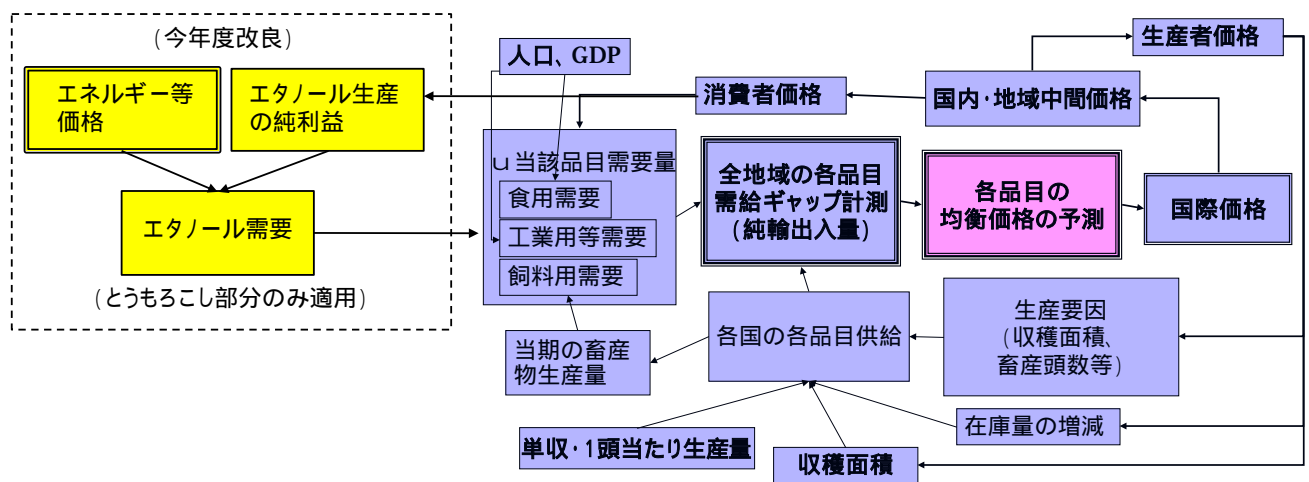 (今年度改良)
エネルギー等
価格
エタノール生産
の純利益
エタノール需要
(とうもろこし部分のみ適用)
人口、GDP
消費者価格
国内・地域中間価格
生産者価格
u当該品目需要量
食用需要
工業用等需要
飼料用需要
全地域の各品目
需給ギャップ計測
(純輸出入量)
各品目の
均衡価格の予測
国際価格
当期の畜産
物生産量
各国の各品目供給
生産要因
(収穫面積、
畜産頭数等)
在庫量の増減
単収・1頭当たり生産量
収穫面積